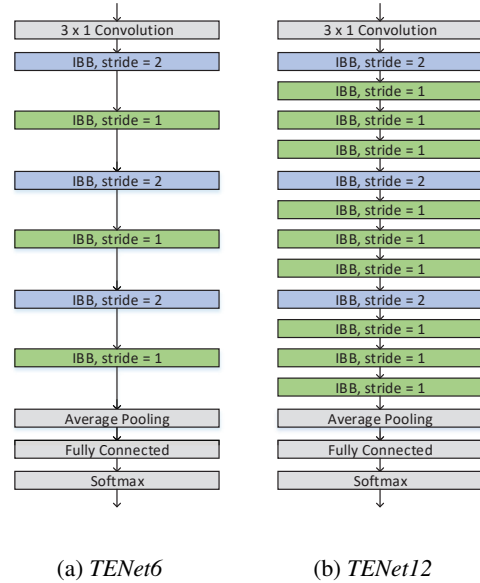 3 x 1 Convolution
IBB, stride = 2
IBB, stride = 1
IBB, stride = 2
IBB, stride = 1
IBB, stride = 2
IBB, stride = 1
Average Pooling
Fully Connected
Softmax
(a) TENet6
3 x 1 Convolution
IBB, stride = 2
IBB, stride = 1
IBB, stride = 1
IBB, stride = 1
IBB, stride = 2
IBB, stride = 1
IBB, stride = 1
IBB, stride = 1
IBB, stride = 2
IBB, stride = 1
IBB, stride = 1
IBB, stride = 1
Average Pooling
Fully Connected
Softmax
(b) TENet12